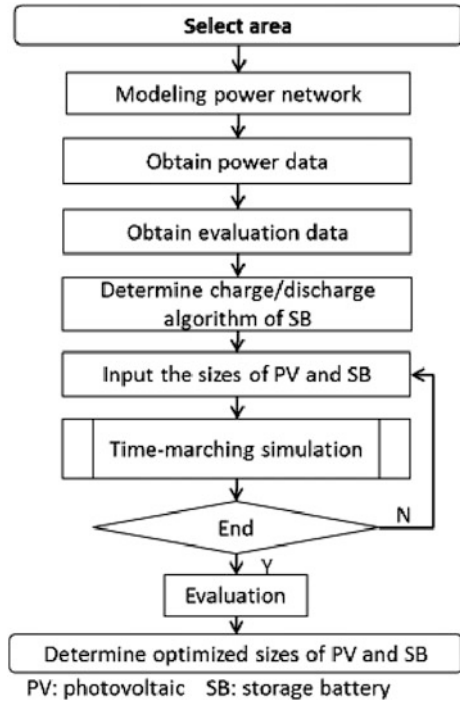 Select area
Modeling power network
Obtain power data
Obtain evaluation data
Determine charge/discharge
algorithm of SB
Input the sizes of PV and SB
Time-marching simulation
End
N
Y
Evaluation
Determine optimized sizes of PV and SB
PV: photovoltaic SB: storage battery